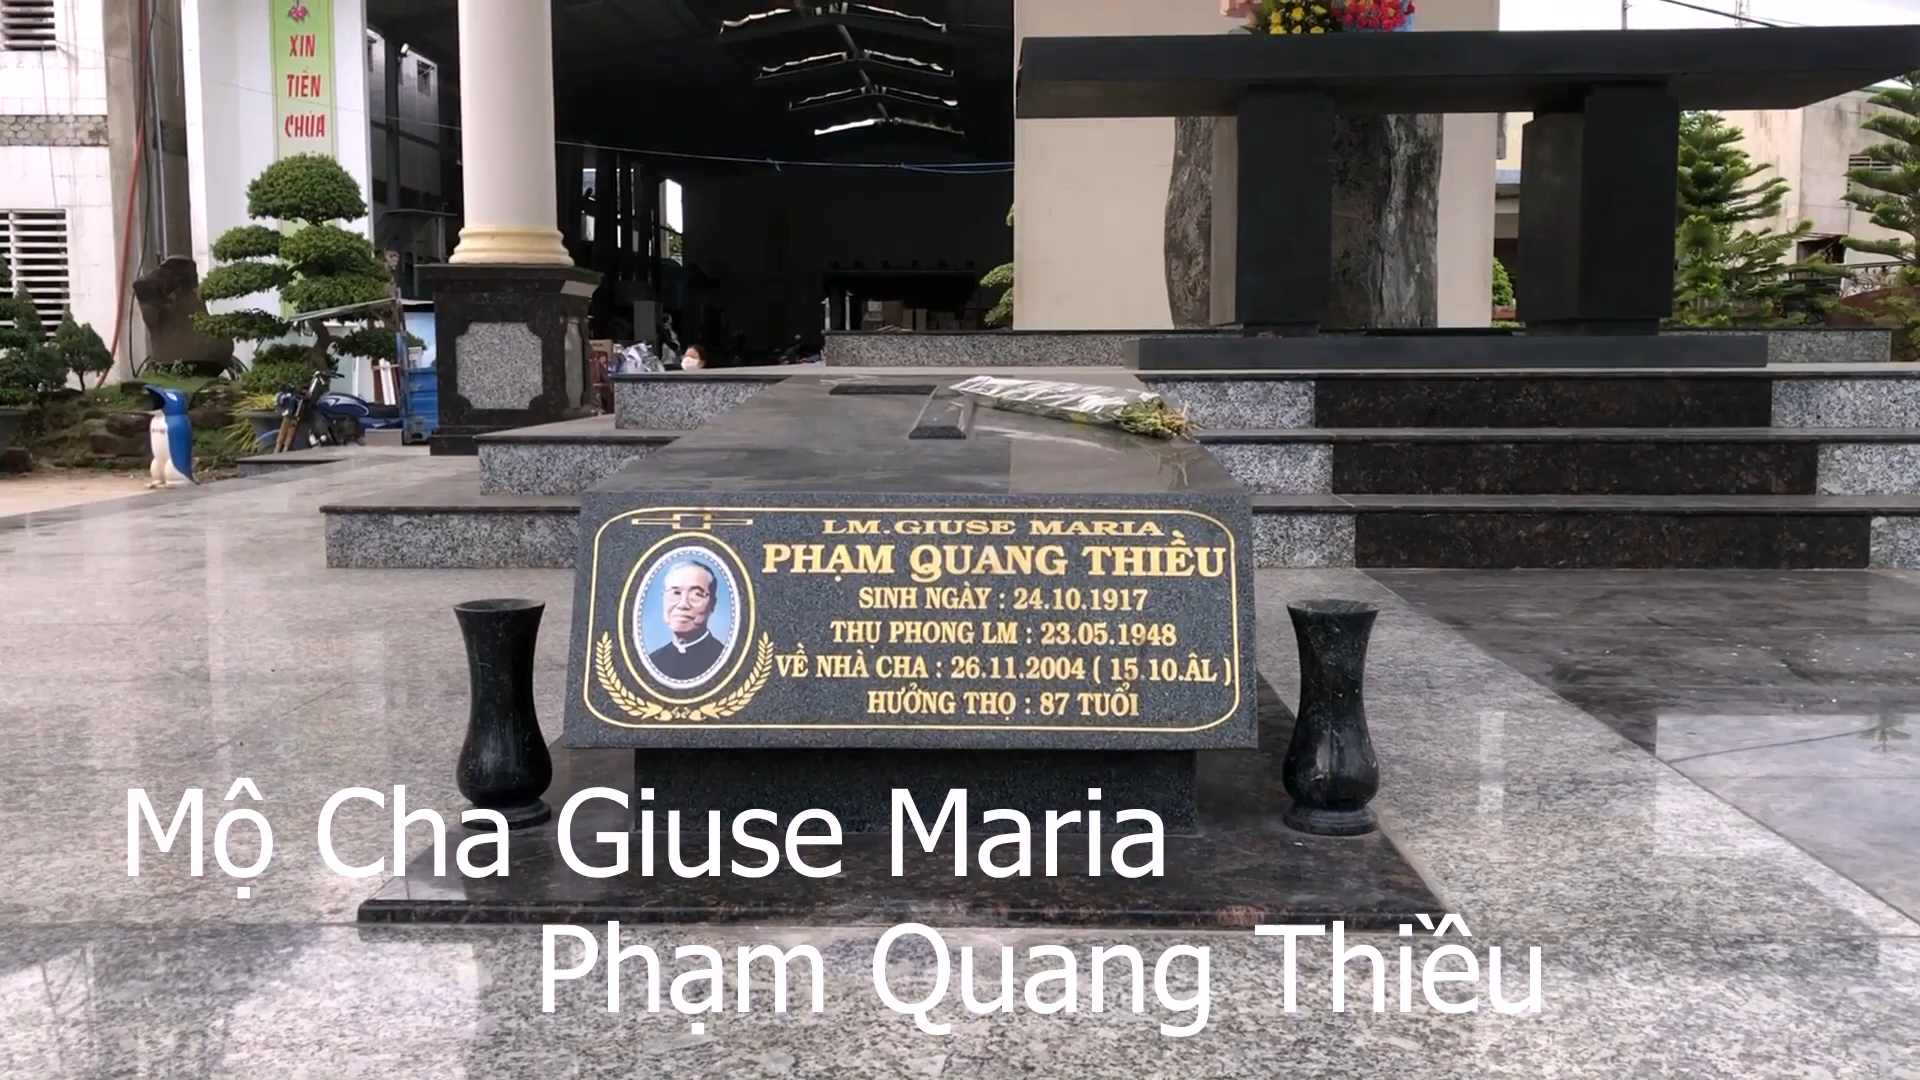 XIN
TIẾN
CHÚA
LM.GIUSE MARIA
PHẠM QUANG THIỀU
SINH NGÀY : 24.10.1917
THỤ PHONG LM : 23.05.1948
VỀ NHÀ CHA : 26.11.2004 ( 15 10.ÂL )
HƯỞNG THỌ : 87 TUỔI
Mộ Cha Giuse Maria
Phạm Quang Thiều